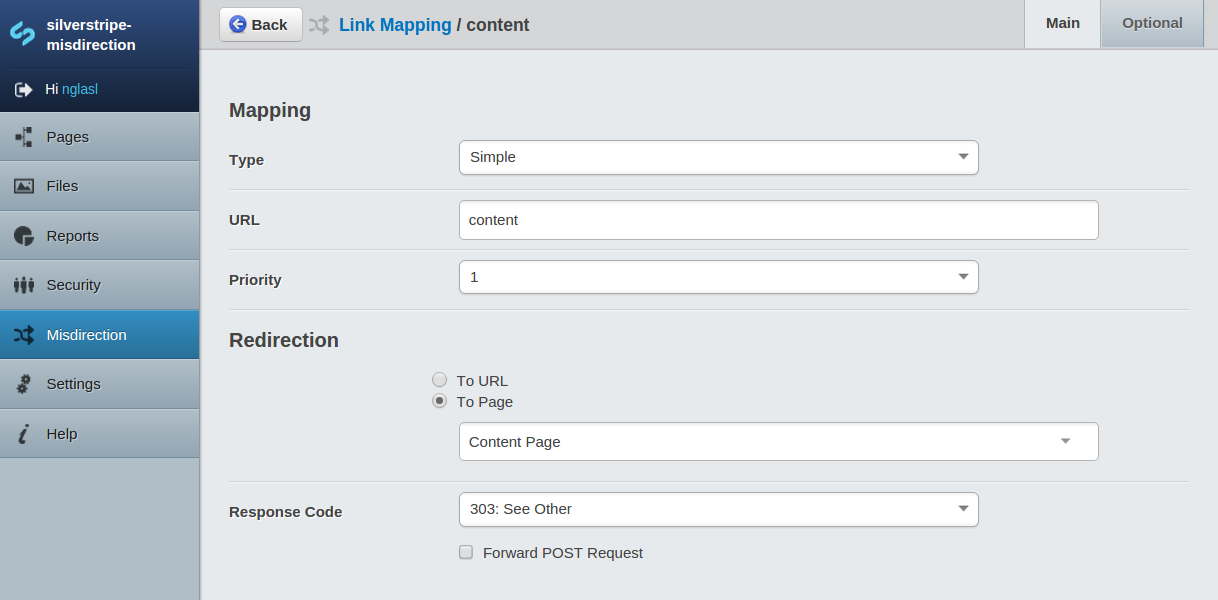 silverstripe-
misdirection
Hi nglasl
Pages
Files
Reports
Security
Misdirection
Settings
Help
Back
Link Mapping / content
Main
Optional
Mapping
Type
Simple
URL
content
Priority
1
Redirection
To URL
To Page
Content Page
Response Code
303: See Other
Forward POST Request